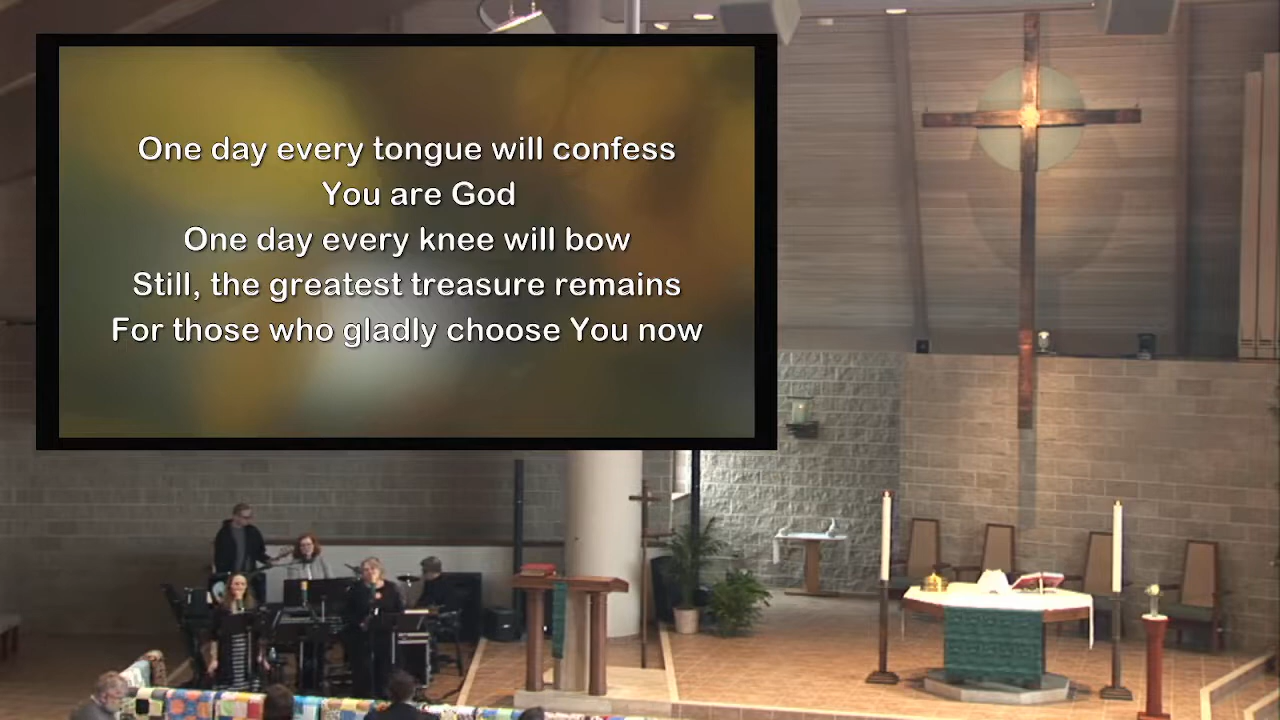 One day every tongue will confess
You are God
One day every knee will bow
Still, the greatest treasure remains
For those who gladly choose You now